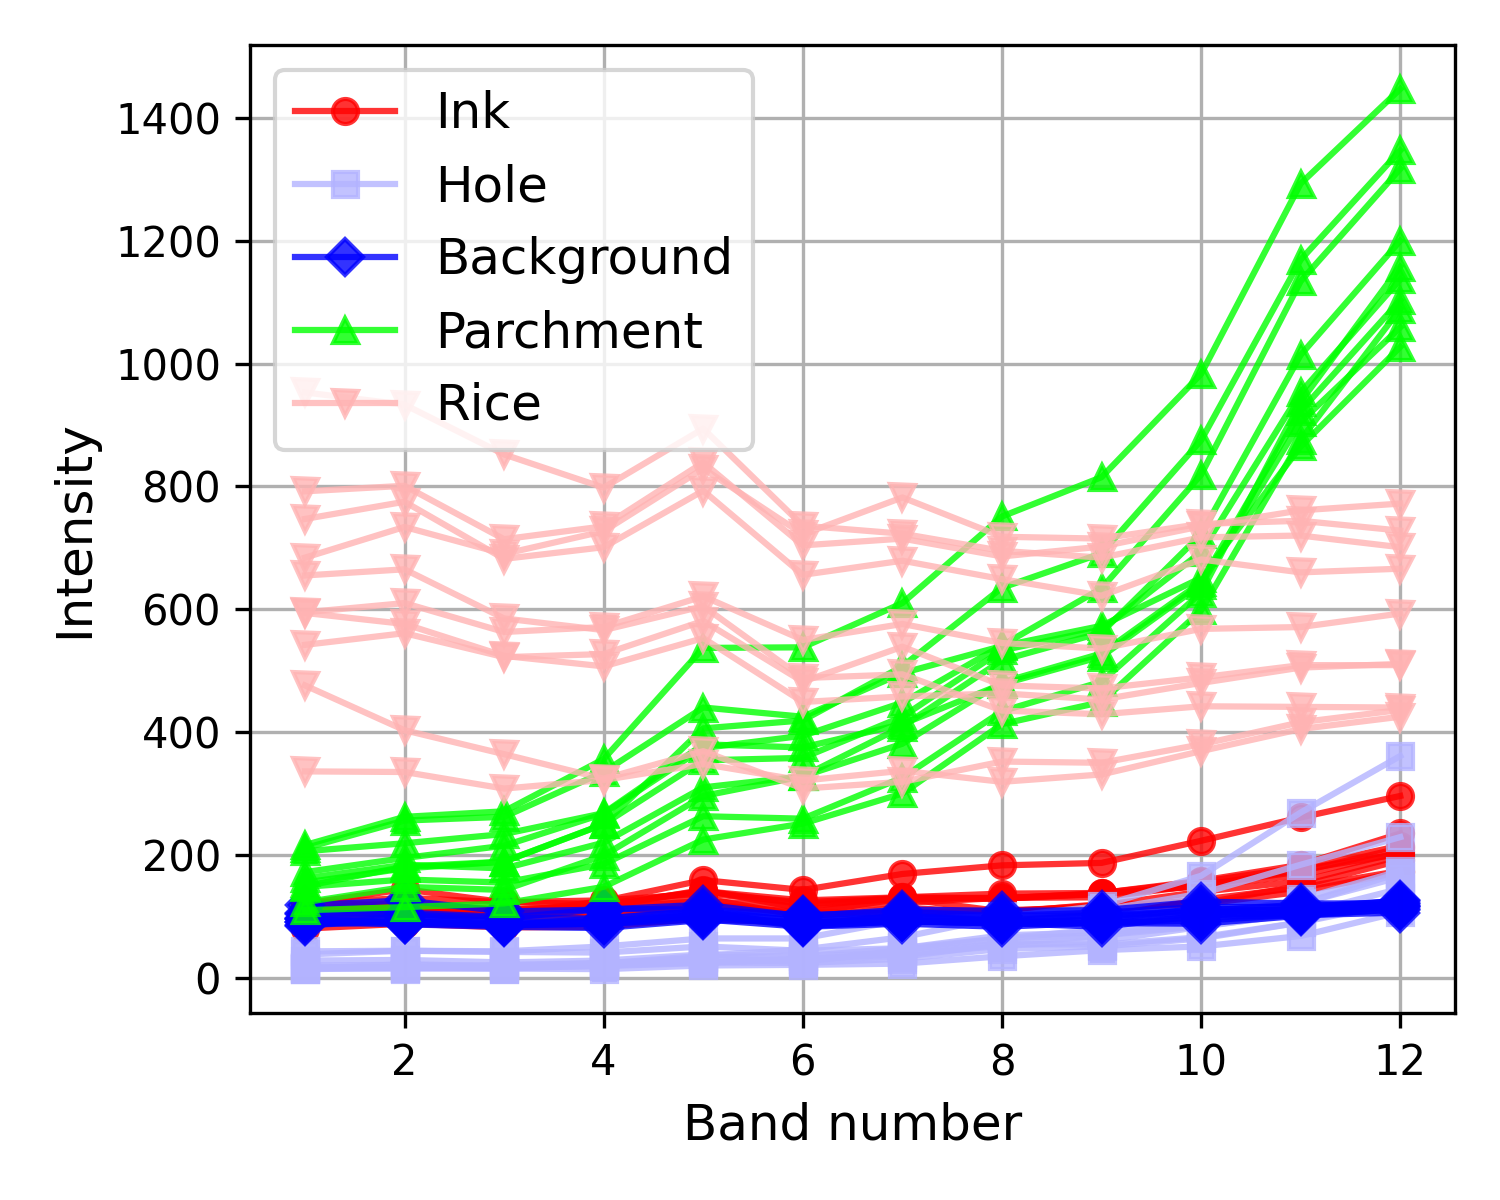 Ink
Hole
Background
Parchment
Rice
Intensity
1400
1200
1000
800
600
400
200
0
2 4 6 8 10 12
Band number